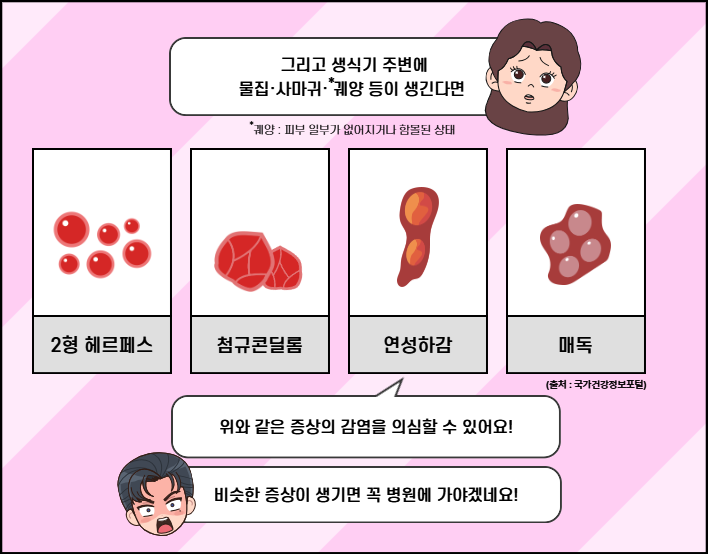 그리고 생식기 주변에
물집·사마귀·*궤양 등이 생긴다면
*궤양 : 피부 일부가 없어지거나 함몰된 상태
2형 헤르페스
첨규콘딜롬
연성하감
매독
(출처 : 국가건강정보포털)
위와 같은 증상의 감염을 의심할 수 있어요!
비슷한 증상이 생기면 꼭 병원에 가야겠네요!